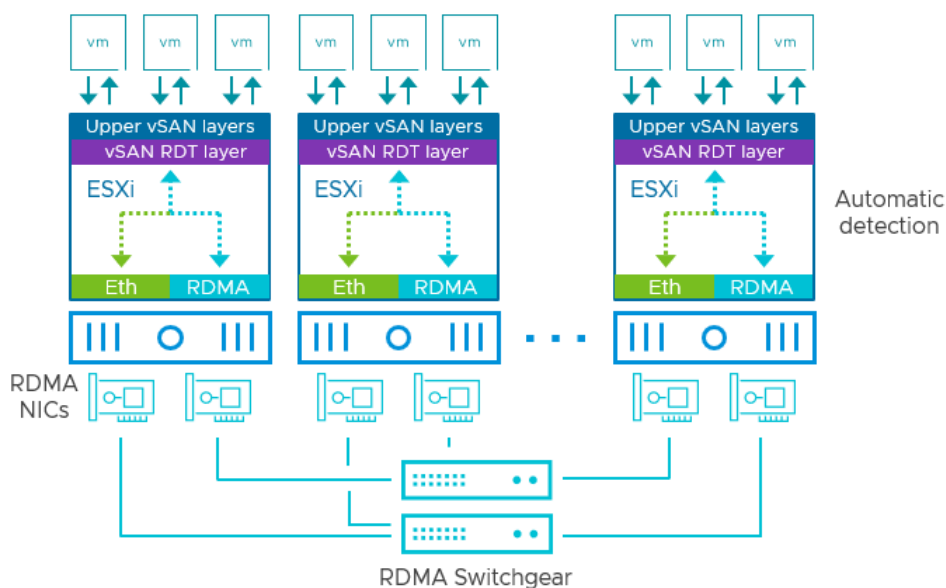 vm vm vm vm vm vm vm vm vm
Upper vSAN layers Upper vSAN layers Upper vSAN layers
vSAN RDT layer vSAN RDT layer vSAN RDT layer
ESXi ESXi ESXi
Automatic
detection
Eth RDMA Eth RDMA Eth RDMA
RDMA
NICs
RDMA Switchgear